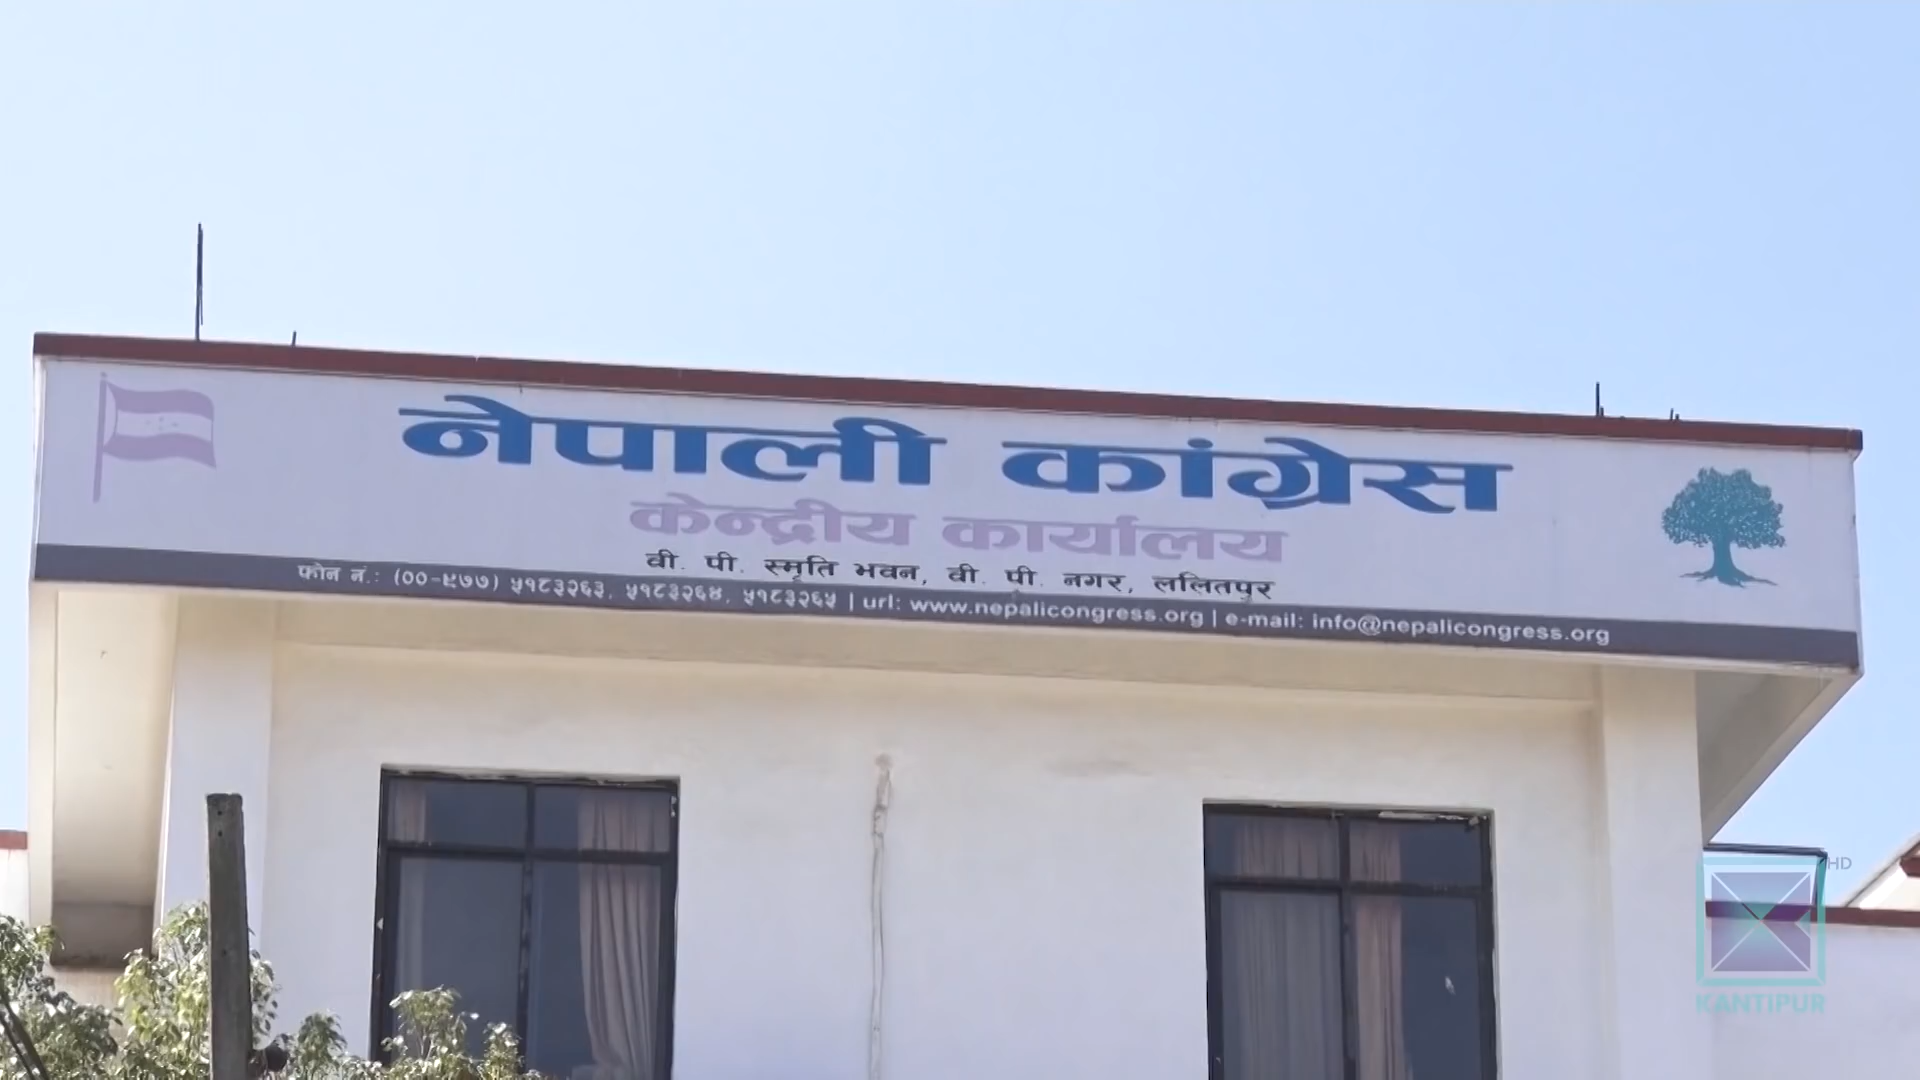 नेपाली कांग्रेस
केन्द्रीय कार्यालय
वी. पी. स्मृति भवन, वी. पी. नगर, ललितपुर
फोन नं.: (००-९७७) ५१८३२६३, ५१८३२६४, ५१८३२६५ | url: www.nepalicongress.org | e-mail: info@nepalicongress.org
HD
KANTIPUR